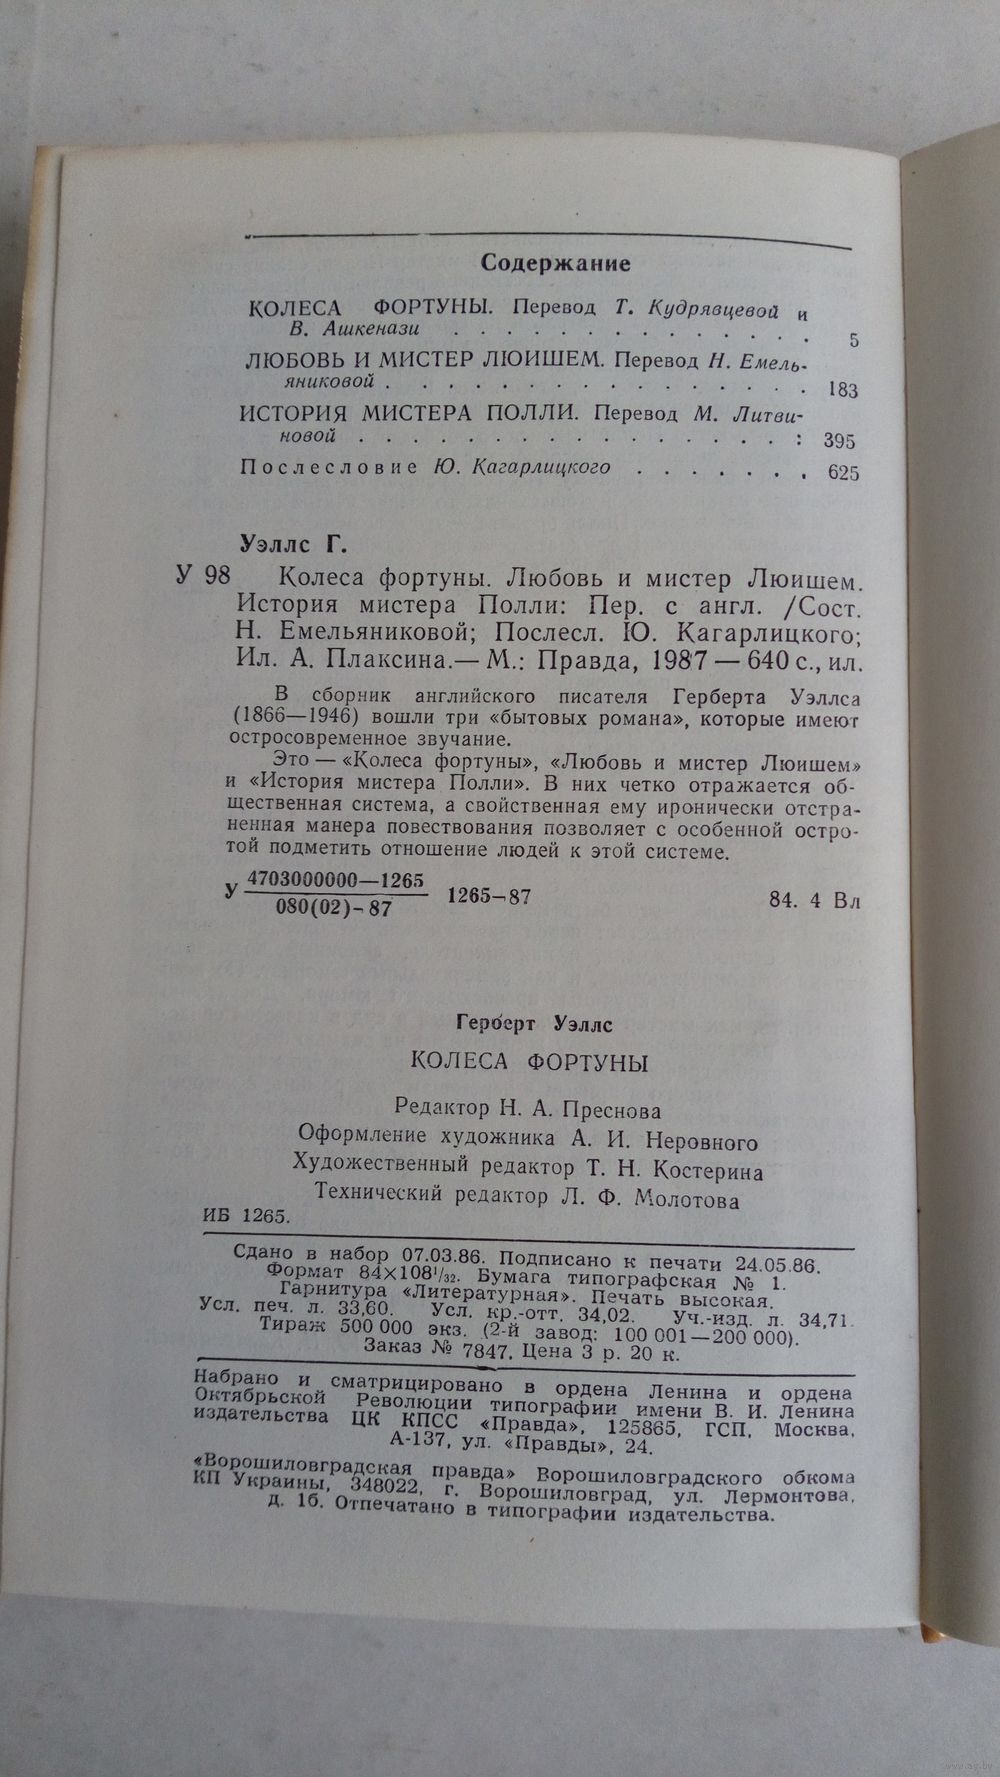 Содержание
КОЛЕСА ФОРТУНЫ. Перевод Т. Кудрявцевой и
В. Ашкенази . . . . . . . . . . . . . . 5
ЛЮБОВЬ И МИСТЕР ЛЮИШЕМ. Перевод Н. Емель-
яниковой . . . . . . . . . . . . . . . . 183
ИСТОРИЯ МИСТЕРА ПОЛЛИ. Перевод М. Литви-
новой . . . . . . . . . . . . . . . . . : 395
Послесловие Ю. Кагарлицкого . . . . . . . 625
Уэллс Г.
У 98 Колеса фортуны. Любовь и мистер Люишем.
История мистера Полли: Пер. с англ. /Сост.
Н. Емельяниковой; Послесл. Ю. Кагарлицкого;
Ил. А. Плаксина.— М.: Правда, 1987 — 640 с., ил.
В сборник английского писателя Герберта Уэллса
(1866—1946) вошли три «бытовых романа», которые имеют
остросовременное звучание.
Это — «Колеса фортуны», «Любовь и мистер Люишем»
и «История мистера Полли». В них четко отражается об-
щественная система, а свойственная ему иронически отстра-
ненная манера повествования позволяет с особенной остро-
той подметить отношение людей к этой системе.
У 4703000000—1265
080(02)-87 1265-87 84. 4 Вл
Герберт Уэллс
КОЛЕСА ФОРТУНЫ
Редактор Н. А. Преснова
Оформление художника А. И. Неровного
Художественный редактор Т. Н. Костерина
Технический редактор Л. Ф. Молотова
ИБ 1265.
Сдано в набор 07.03.86. Подписано к печати 24.05.86.
Формат 84×108¹/₃₂. Бумага типографская № 1.
Гарнитура «Литературная». Печать высокая.
Усл. печ. л. 33,60. Усл. кр.-отт. 34,02. Уч.-изд. л. 34,71.
Тираж 500 000 экз. (2-й завод: 100 001—200 000).
Заказ № 7847. Цена 3 р. 20 к.
Набрано и сматрицировано в ордена Ленина и ордена
Октябрьской Революции типографии имени В. И. Ленина
издательства ЦК КПСС «Правда», 125865, ГСП, Москва,
А-137, ул. «Правды», 24.
«Ворошиловградская правда» Ворошиловградского обкома
КП Украины, 348022, г. Ворошиловград, ул. Лермонтова,
д. 1б. Отпечатано в типографии издательства.
www.ay.by